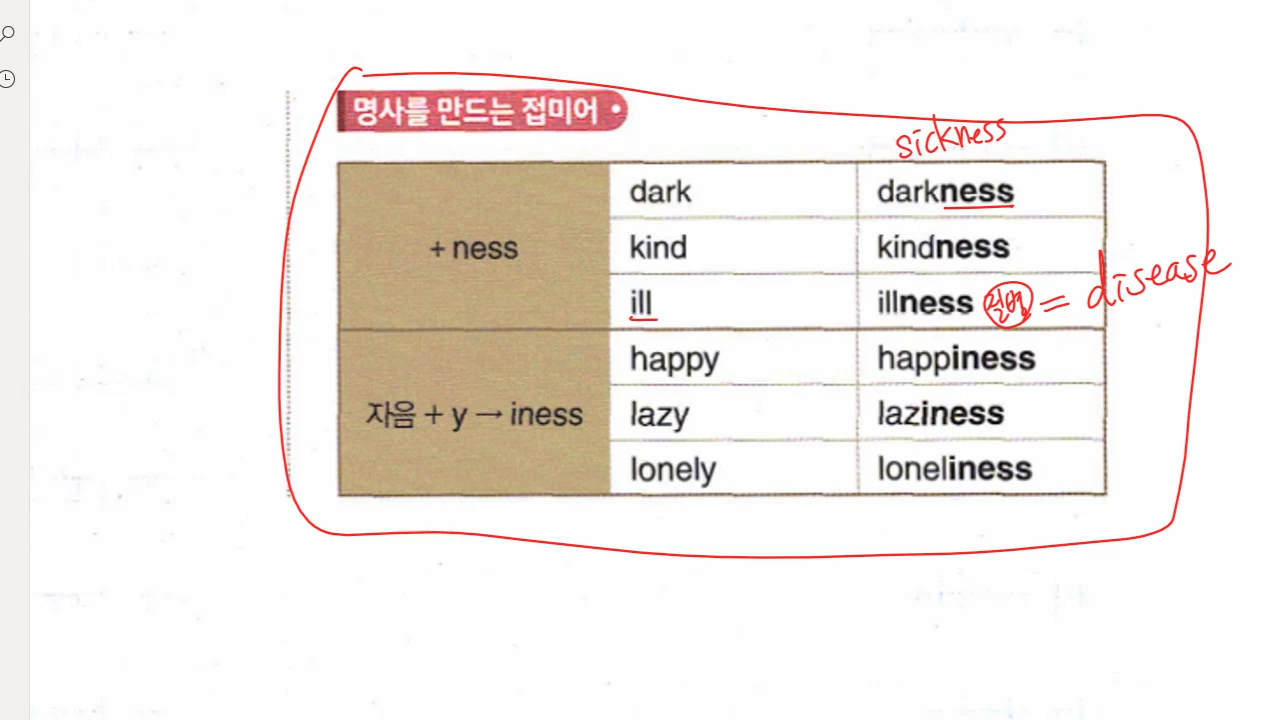 명사를 만드는 접미어
sickness
+ ness
dark
darkness
kind
kindness
ill
illness 질병 = disease
자음 + y → iness
happy
happiness
lazy
laziness
lonely
loneliness